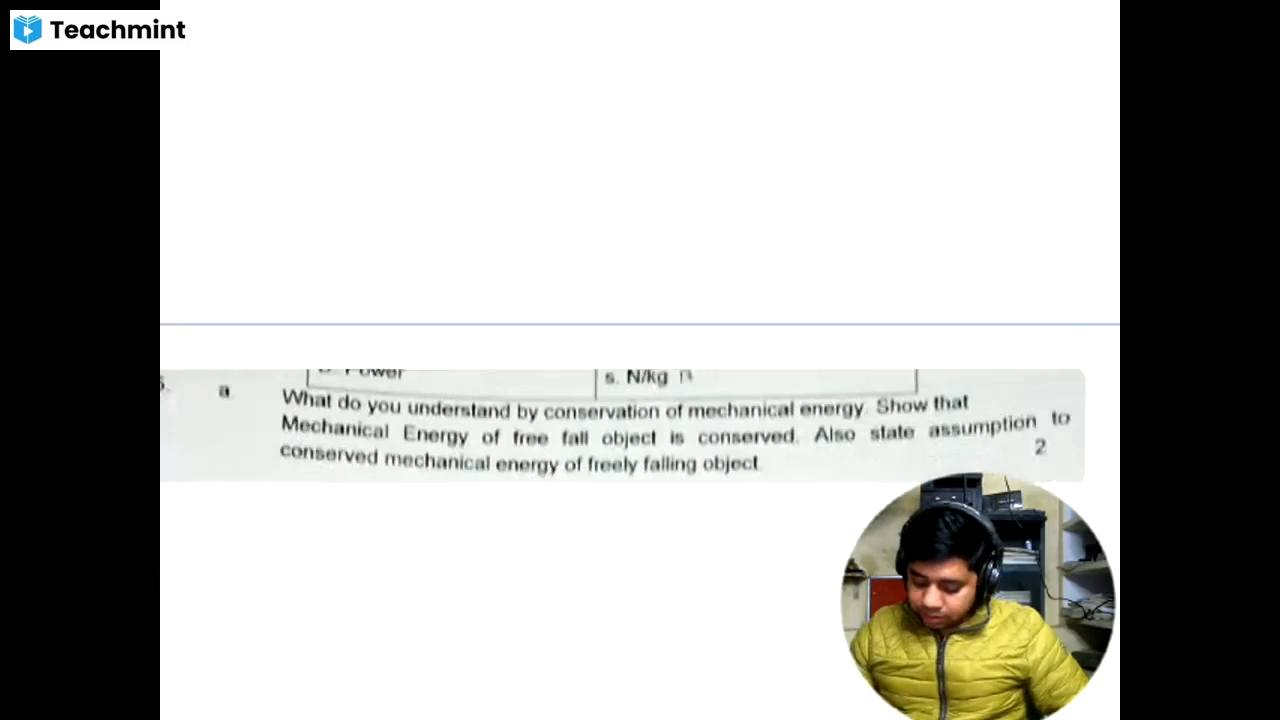 Teachmint
Power
s. N/kg
a
What do you understand by conservation of mechanical energy. Show that
Mechanical Energy of free fall object is conserved. Also state assumption to
conserved mechanical energy of freely falling object.
2